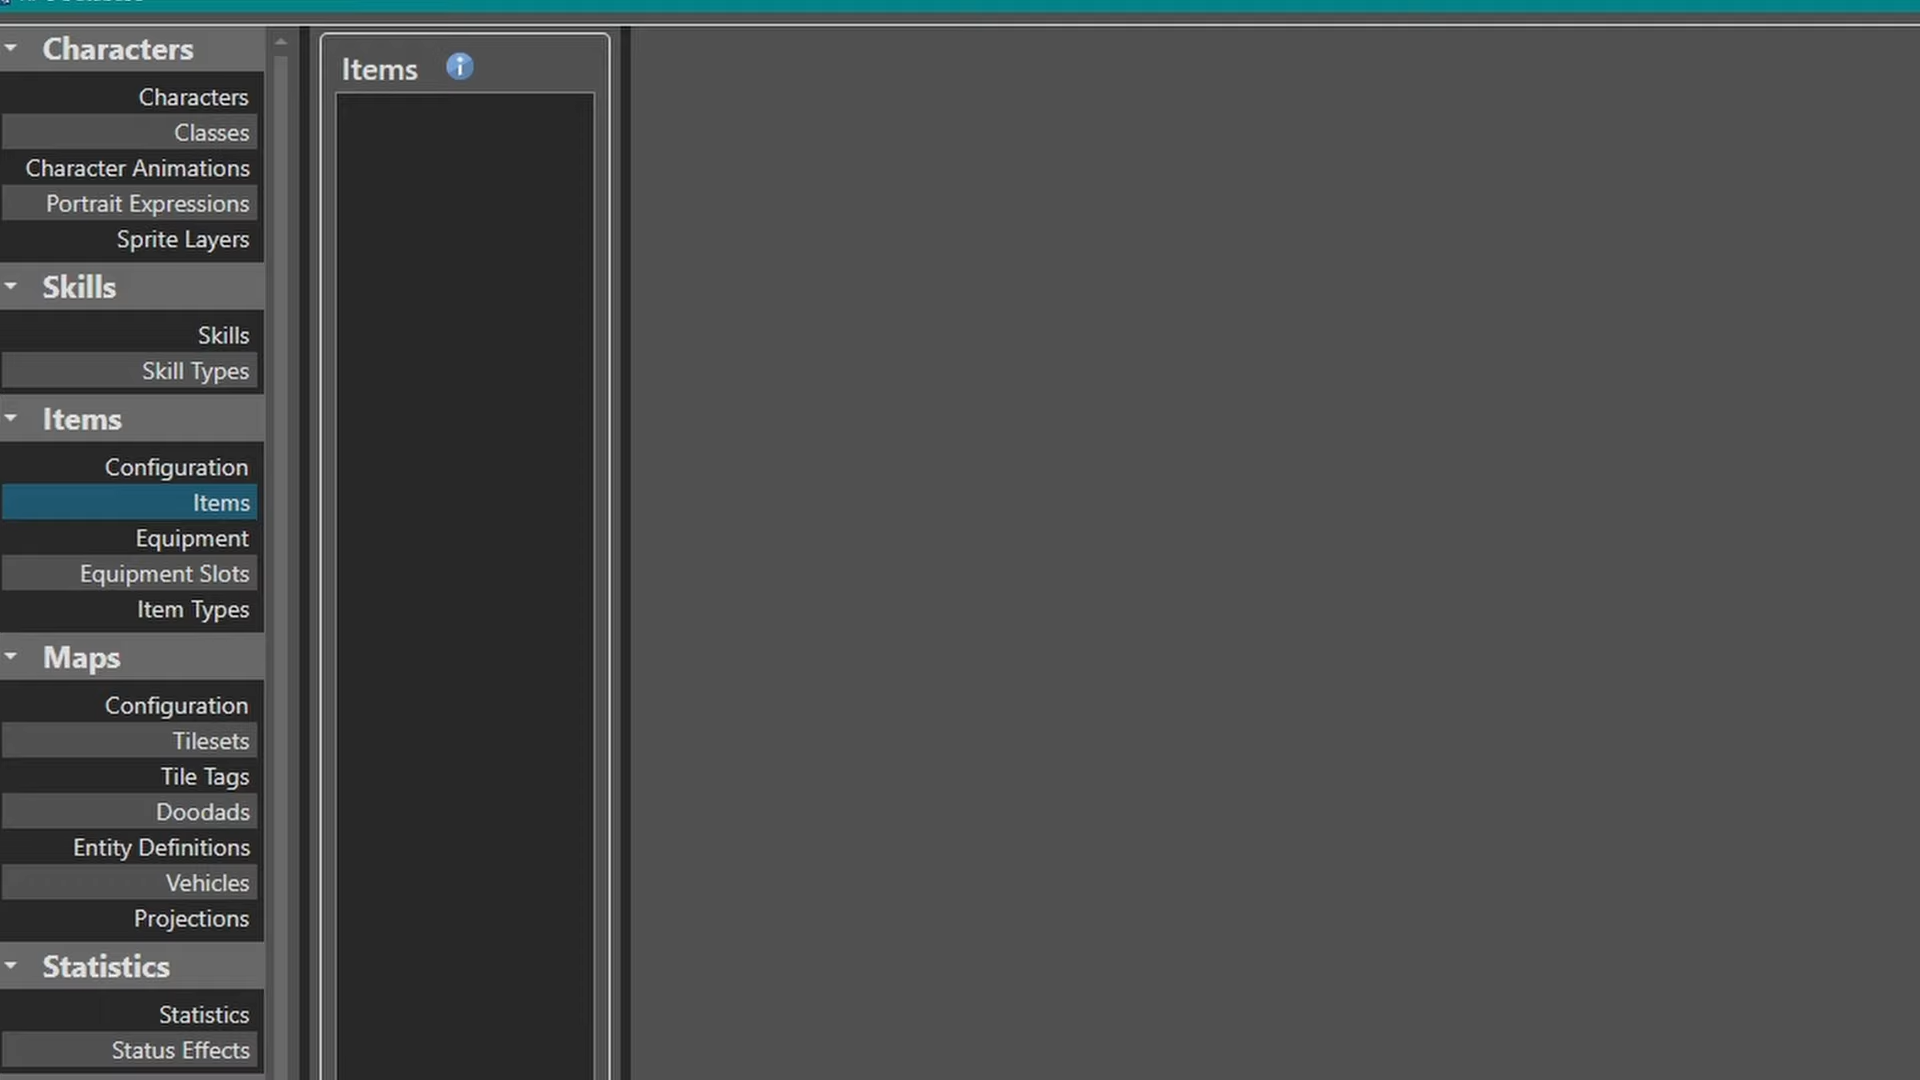 Characters
Characters
Classes
Character Animations
Portrait Expressions
Sprite Layers
Skills
Skills
Skill Types
Items
Configuration
Items
Equipment
Equipment Slots
Item Types
Maps
Configuration
Tilesets
Tile Tags
Doodads
Entity Definitions
Vehicles
Projections
Statistics
Statistics
Status Effects
Items